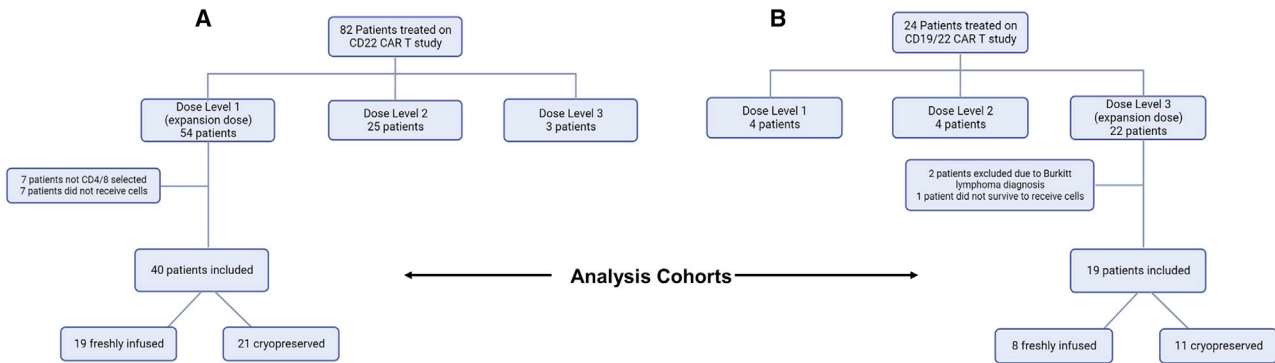 A
82 Patients treated on
CD22 CAR T study
Dose Level 1
(expansion dose)
54 patients
Dose Level 2
25 patients
Dose Level 3
3 patients
7 patients not CD4/8 selected
7 patients did not receive cells
40 patients included
19 freshly infused
21 cryopreserved
Analysis Cohorts
B
24 Patients treated on
CD19/22 CAR T study
Dose Level 1
4 patients
Dose Level 2
4 patients
Dose Level 3
(expansion dose)
22 patients
2 patients excluded due to Burkitt
lymphoma diagnosis
1 patient did not survive to receive cells
19 patients included
8 freshly infused
11 cryopreserved